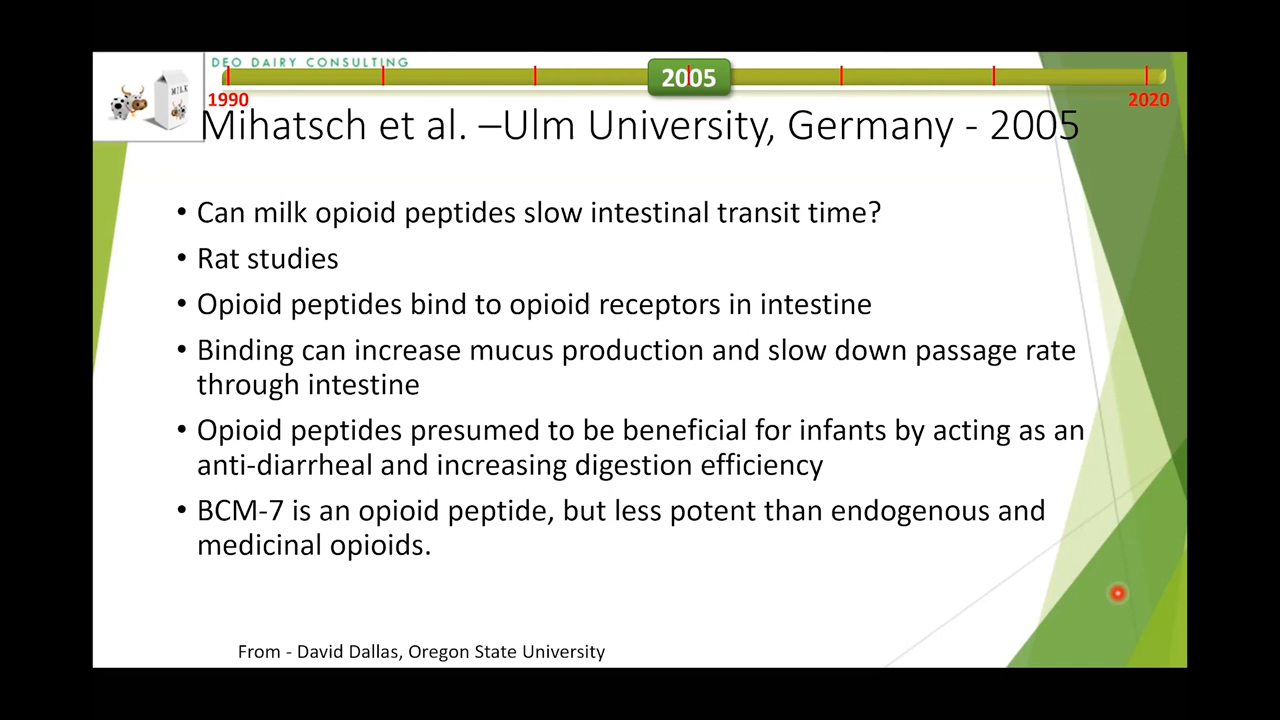 DEO DAIRY CONSULTING
MILK
2005
1990
2020
Mihatsch et al. –Ulm University, Germany - 2005
• Can milk opioid peptides slow intestinal transit time?
• Rat studies
• Opioid peptides bind to opioid receptors in intestine
• Binding can increase mucus production and slow down passage rate
through intestine
• Opioid peptides presumed to be beneficial for infants by acting as an
anti-diarrheal and increasing digestion efficiency
• BCM-7 is an opioid peptide, but less potent than endogenous and
medicinal opioids.
From - David Dallas, Oregon State University